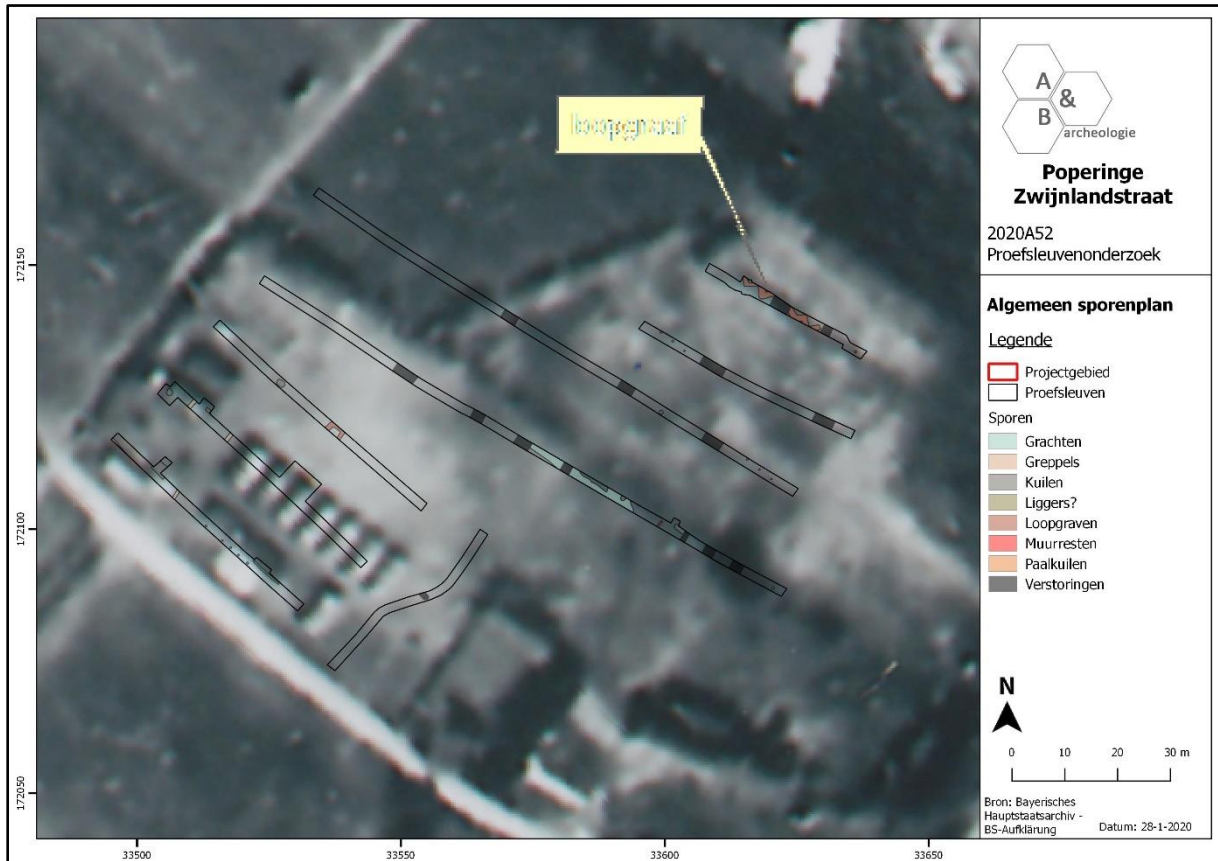 loopgraaf
A
&
B
archeologie
Poperinge
Zwijnlandstraat
2020A52
Proefsleuvenonderzoek
Algemeen sporenplan
Legende
Projectgebied
Proefsleuven
Sporen
Grachten
Greppels
Kuilen
Liggers?
Loopgraven
Muurresten
Paalkuilen
Verstoringen
N
0 10 20 30 m
Bron: Bayerisches
Hauptstaatsarchiv -
BS-Aufklärung
Datum: 28-1-2020
172150
172100
172050
33500 33550 33600 33650